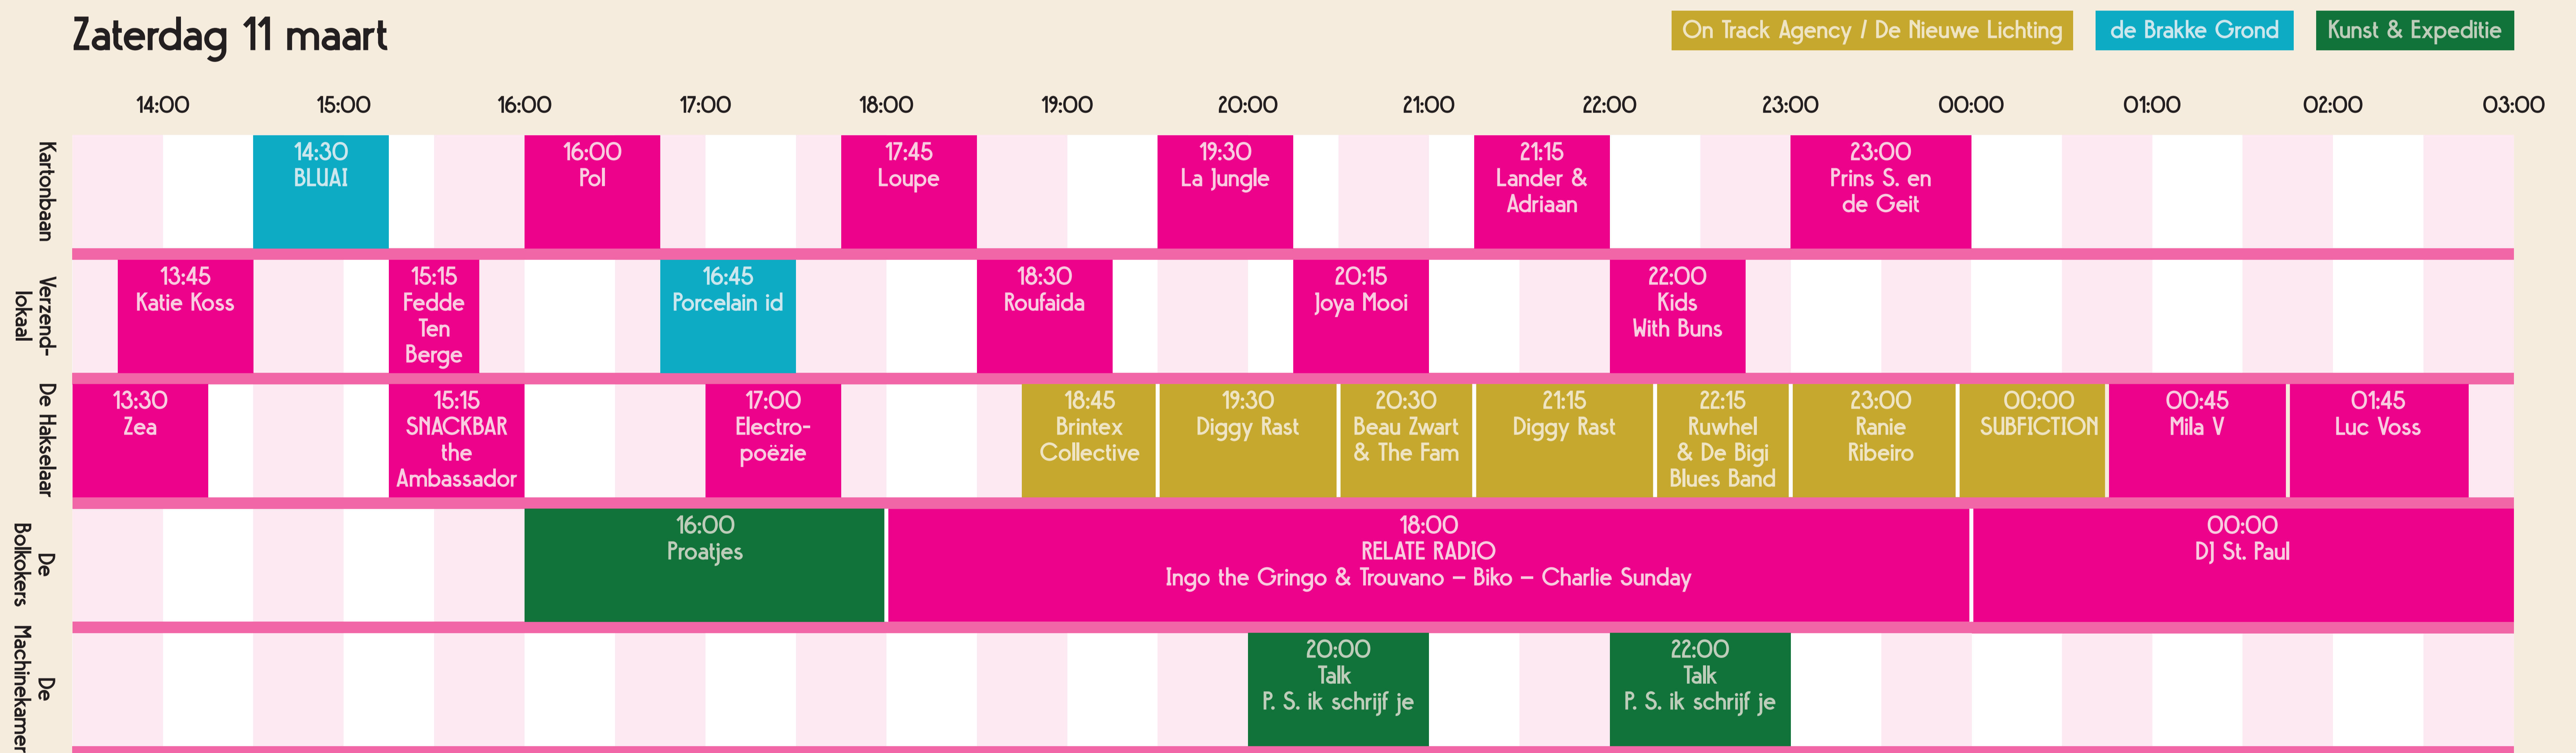 Zaterdag 11 maart
On Track Agency / De Nieuwe Lichting
de Brakke Grond
Kunst & Expeditie
14:00 15:00 16:00 17:00 18:00 19:00 20:00 21:00 22:00 23:00 00:00 01:00 02:00 03:00
Kartonbaan
14:30
BLUAI
16:00
Pol
17:45
Loupe
19:30
La Jungle
21:15
Lander &
Adriaan
23:00
Prins S. en
de Geit
Verzend-
lokaal
13:45
Katie Koss
15:15
Fedde
Ten
Berge
16:45
Porcelain id
18:30
Roufaida
20:15
Joya Mooi
22:00
Kids
With Buns
De Hakselaar
13:30
Zea
15:15
SNACKBAR
the
Ambassador
17:00
Electro-
poëzie
18:45
Brintex
Collective
19:30
Diggy Rast
20:30
Beau Zwart
& The Fam
21:15
Diggy Rast
22:15
Ruwhel
& De Bigi
Blues Band
23:00
Ranie
Ribeiro
00:00
SUBFICTION
00:45
Mila V
01:45
Luc Voss
De
Bolkokers
16:00
Proatjes
18:00
RELATE RADIO
Ingo the Gringo & Trouvano – Biko – Charlie Sunday
00:00
DJ St. Paul
De
Machinekamer
20:00
Talk
P. S. ik schrijf je
22:00
Talk
P. S. ik schrijf je